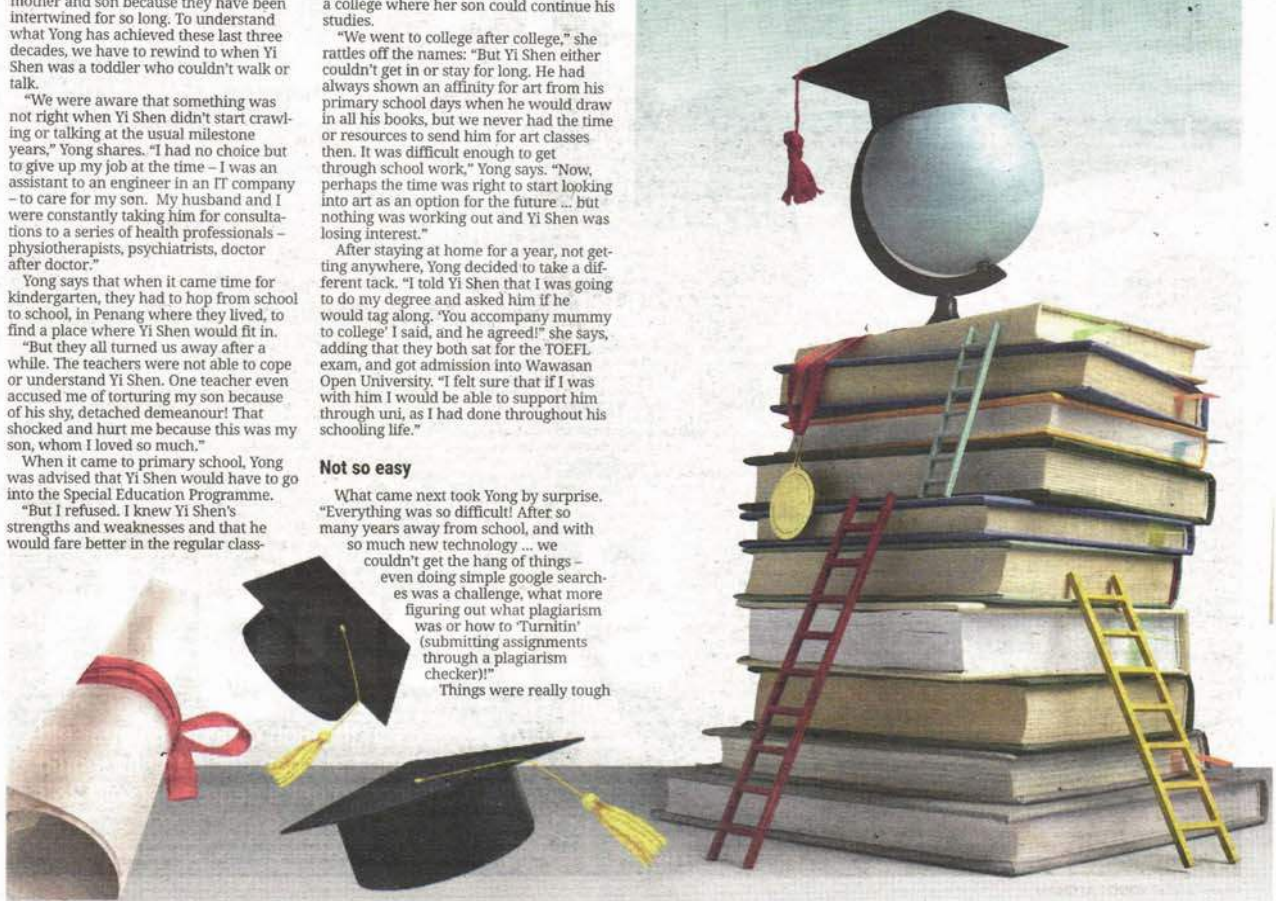 mother and son because they have been
intertwined for so long. To understand
what Yong has achieved these last three
decades, we have to rewind to when Yi
Shen was a toddler who couldn't walk or
talk.
"We were aware that something was
not right when Yi Shen didn't start crawl-
ing or talking at the usual milestone
years," Yong shares. "I had no choice but
to give up my job at the time – I was an
assistant to an engineer in an IT company
– to care for my son. My husband and I
were constantly taking him for consulta-
tions to a series of health professionals –
physiotherapists, psychiatrists, doctor
after doctor."
Yong says that when it came time for
kindergarten, they had to hop from school
to school, in Penang where they lived, to
find a place where Yi Shen would fit in.
"But they all turned us away after a
while. The teachers were not able to cope
or understand Yi Shen. One teacher even
accused me of torturing my son because
of his shy, detached demeanour! That
shocked and hurt me because this was my
son, whom I loved so much."
When it came to primary school, Yong
was advised that Yi Shen would have to go
into the Special Education Programme.
"But I refused. I knew Yi Shen's
strengths and weaknesses and that he
would fare better in the regular class-
a college where her son could continue his
studies.
"We went to college after college," she
rattles off the names: "But Yi Shen either
couldn't get in or stay for long. He had
always shown an affinity for art from his
primary school days when he would draw
in all his books, but we never had the time
or resources to send him for art classes
then. It was difficult enough to get
through school work," Yong says. "Now,
perhaps the time was right to start looking
into art as an option for the future ... but
nothing was working out and Yi Shen was
losing interest."
After staying at home for a year, not get-
ting anywhere, Yong decided to take a dif-
ferent tack. "I told Yi Shen that I was going
to do my degree and asked him if he
would tag along. 'You accompany mummy
to college' I said, and he agreed!" she says,
adding that they both sat for the TOEFL
exam, and got admission into Wawasan
Open University. "I felt sure that if I was
with him I would be able to support him
through uni, as I had done throughout his
schooling life."
Not so easy
What came next took Yong by surprise.
"Everything was so difficult! After so
many years away from school, and with
so much new technology ... we
couldn't get the hang of things –
even doing simple google search-
es was a challenge, what more
figuring out what plagiarism
was or how to 'Turnitin'
(submitting assignments
through a plagiarism
checker)!"
Things were really tough